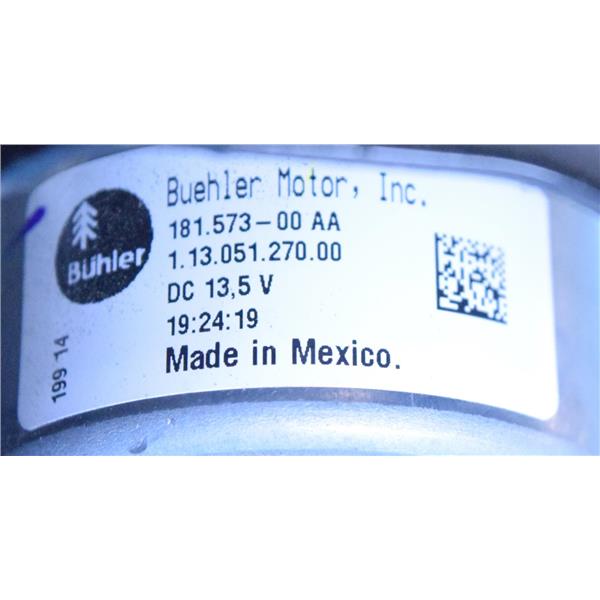 Bühler
Buehler Motor, Inc.
181.573-00 AA
1.13.051.270.00
DC 13,5 V
19:24:19
Made in Mexico.
199 14